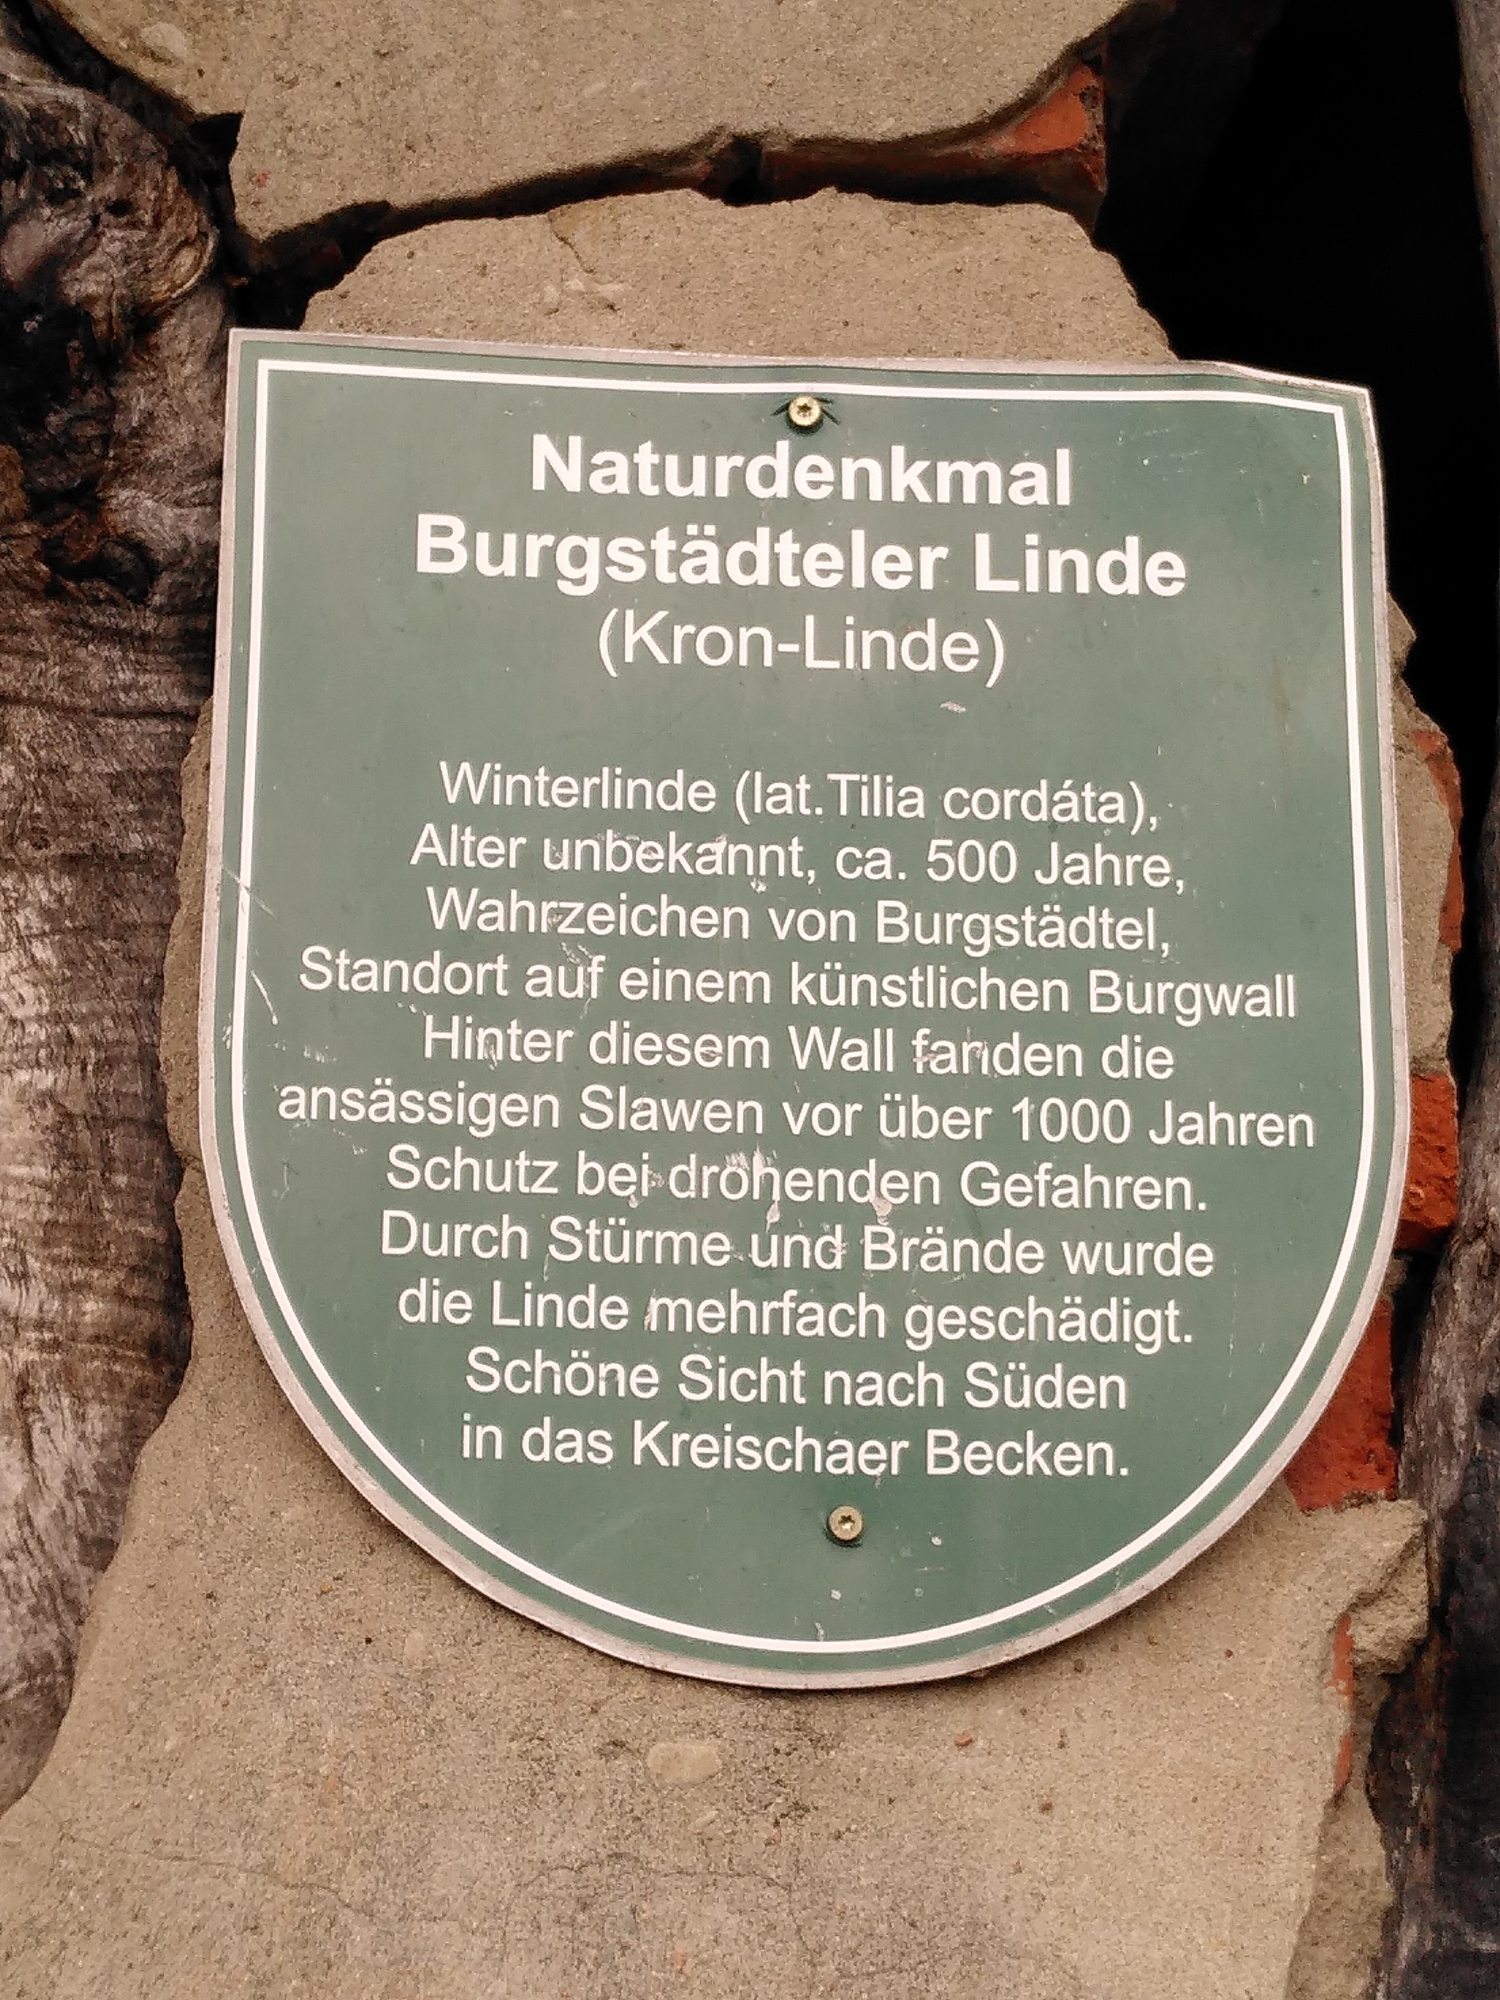 Naturdenkmal
Burgstädteler Linde
(Kron-Linde)
Winterlinde (lat.Tilia cordáta),
Alter unbekannt, ca. 500 Jahre,
Wahrzeichen von Burgstädtel,
Standort auf einem künstlichen Burgwall
Hinter diesem Wall fanden die
ansässigen Slawen vor über 1000 Jahren
Schutz bei drohenden Gefahren.
Durch Stürme und Brände wurde
die Linde mehrfach geschädigt.
Schöne Sicht nach Süden
in das Kreischaer Becken.